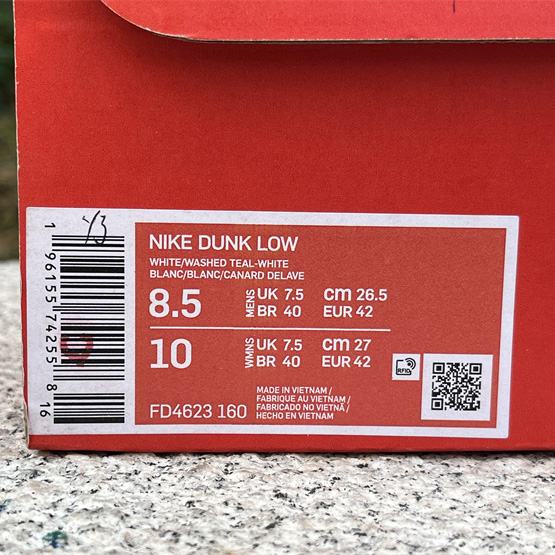 Y3
1 96155 74255 8 16
NIKE DUNK LOW
WHITE/WASHED TEAL-WHITE
BLANC/BLANC/CANARD DELAVE
8.5 MENS UK 7.5 cm 26.5
BR 40 EUR 42
10 WMNS UK 7.5 cm 27
BR 40 EUR 42
RFID
MADE IN VIETNAM /
FABRIQUE AU VIETNAM /
FABRICADO NO VIETNÃ /
HECHO EN VIETNAM
FD4623 160